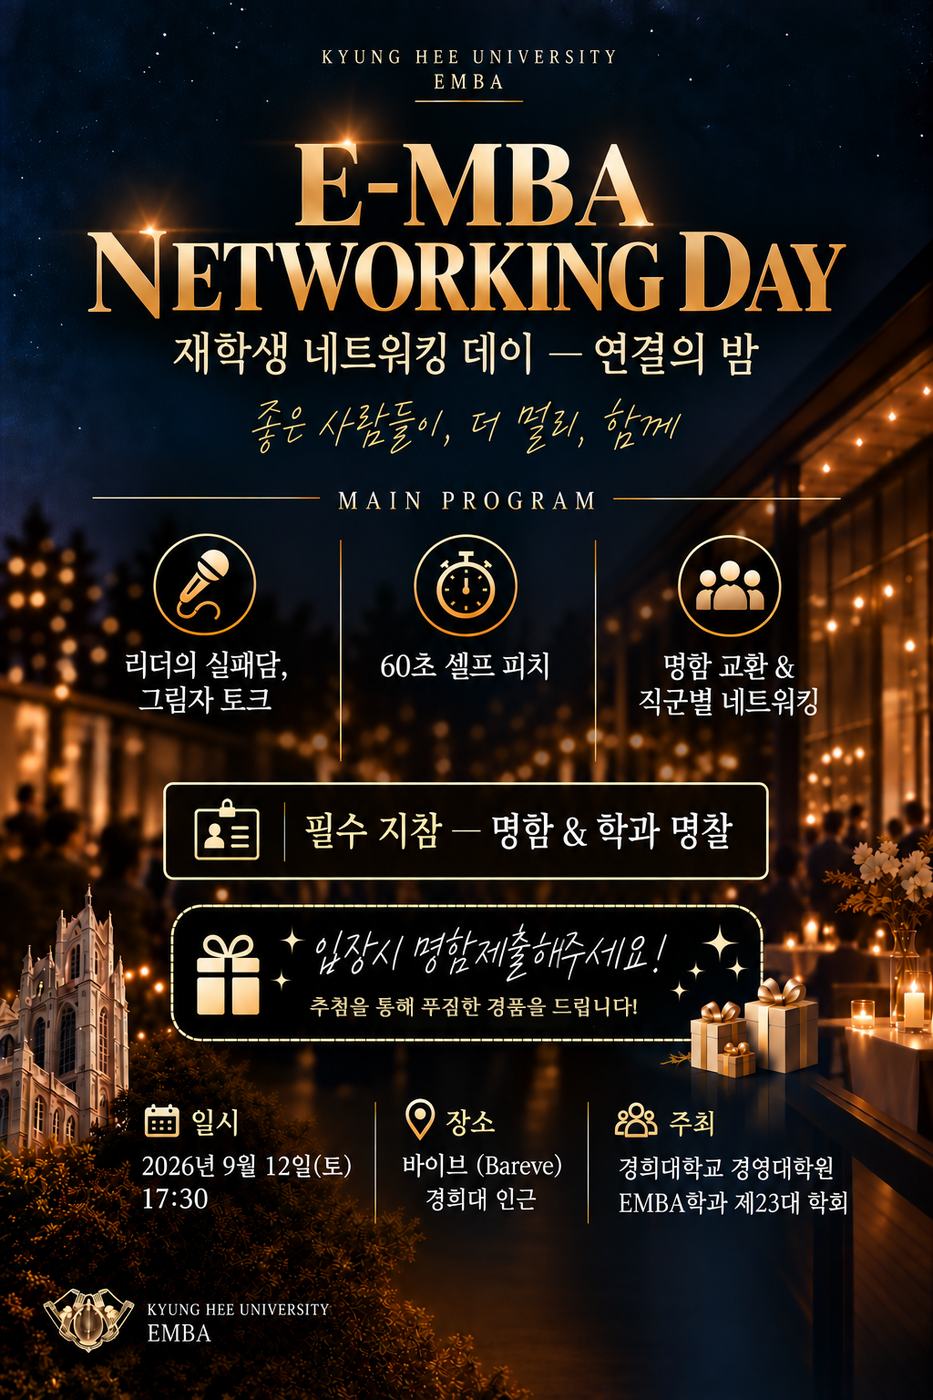 KYUNG HEE UNIVERSITY
EMBA
E-MBA
NETWORKING DAY
재학생 네트워킹 데이 — 연결의 밤
좋은 사람들이, 더 멀리, 함께
MAIN PROGRAM
리더의 실패담,
그림자 토크
60초 셀프 피치
명함 교환 &
직군별 네트워킹
필수 지참 — 명함 & 학과 명찰
입장시 명함제출해주세요!
추첨을 통해 푸짐한 경품을 드립니다!
일시
2026년 9월 12일(토)
17:30
장소
바이브 (Bareve)
경희대 인근
주최
경희대학교 경영대학원
EMBA학과 제23대 학회
KYUNG HEE UNIVERSITY
EMBA